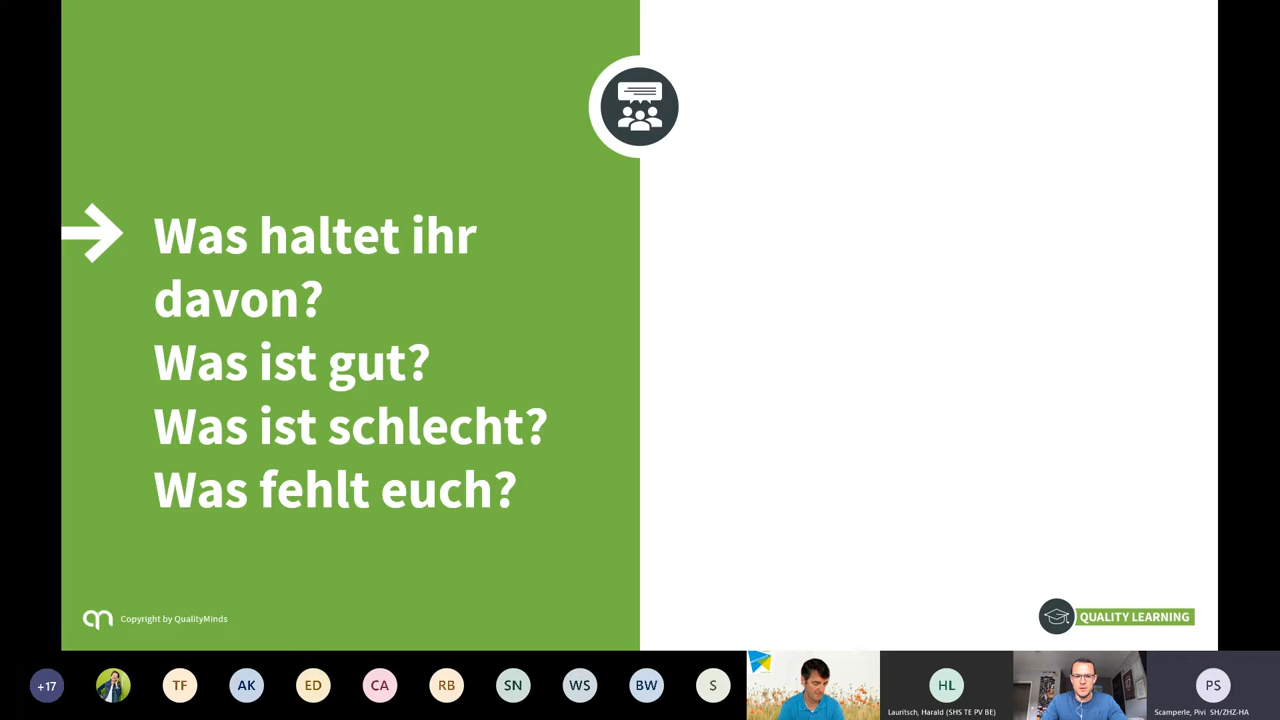 Was haltet ihr
davon?
Was ist gut?
Was ist schlecht?
Was fehlt euch?
Copyright by QualityMinds
QUALITY LEARNING
+17
TF
AK
ED
CA
RB
SN
WS
BW
S
HL
PS
Lauritsch, Harald (SHS TE PV BE)
Scamperle, Pivi SH/ZHZ-HA